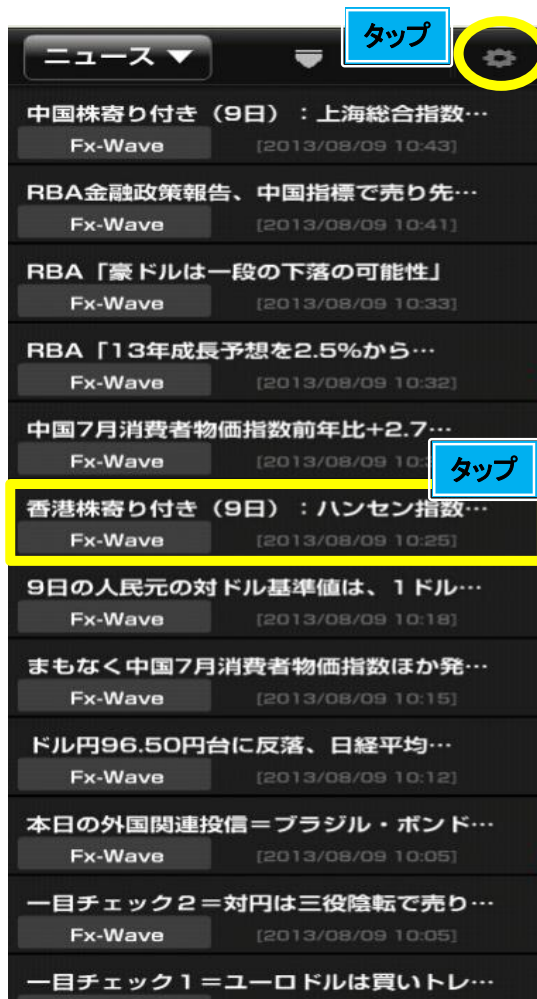 タップ
ニュース ▼
中国株寄り付き（9日）：上海総合指数…
Fx-Wave [2013/08/09 10:43]
RBA金融政策報告、中国指標で売り先…
Fx-Wave [2013/08/09 10:41]
RBA「豪ドルは一段の下落の可能性」
Fx-Wave [2013/08/09 10:33]
RBA「13年成長予想を2.5%から…
Fx-Wave [2013/08/09 10:32]
中国7月消費者物価指数前年比+2.7…
Fx-Wave [2013/08/09 10:
タップ
香港株寄り付き（9日）：ハンセン指数…
Fx-Wave [2013/08/09 10:25]
9日の人民元の対ドル基準値は、1ドル…
Fx-Wave [2013/08/09 10:18]
まもなく中国7月消費者物価指数ほか発…
Fx-Wave [2013/08/09 10:15]
ドル円96.50円台に反落、日経平均…
Fx-Wave [2013/08/09 10:12]
本日の外国関連投信＝ブラジル・ボンド…
Fx-Wave [2013/08/09 10:05]
一目チェック2＝対円は三役陰転で売り…
Fx-Wave [2013/08/09 10:05]
一目チェック1＝ユーロドルは買いトレ…